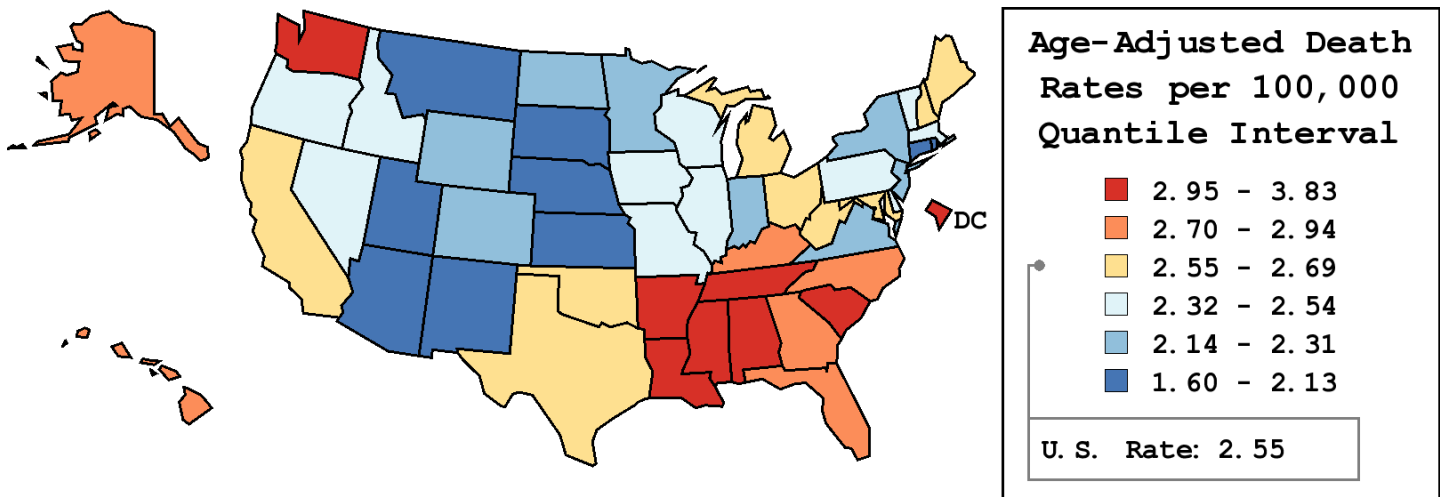 Age-Adjusted Death
Rates per 100,000
Quantile Interval
2.95 - 3.83
2.70 - 2.94
2.55 - 2.69
2.32 - 2.54
2.14 - 2.31
1.60 - 2.13
U.S. Rate: 2.55
DC